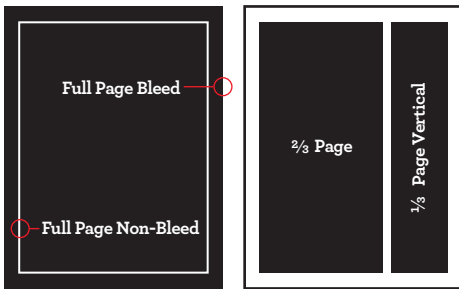 Full Page Bleed
Full Page Non-Bleed
⅔ Page
⅓ Page Vertical